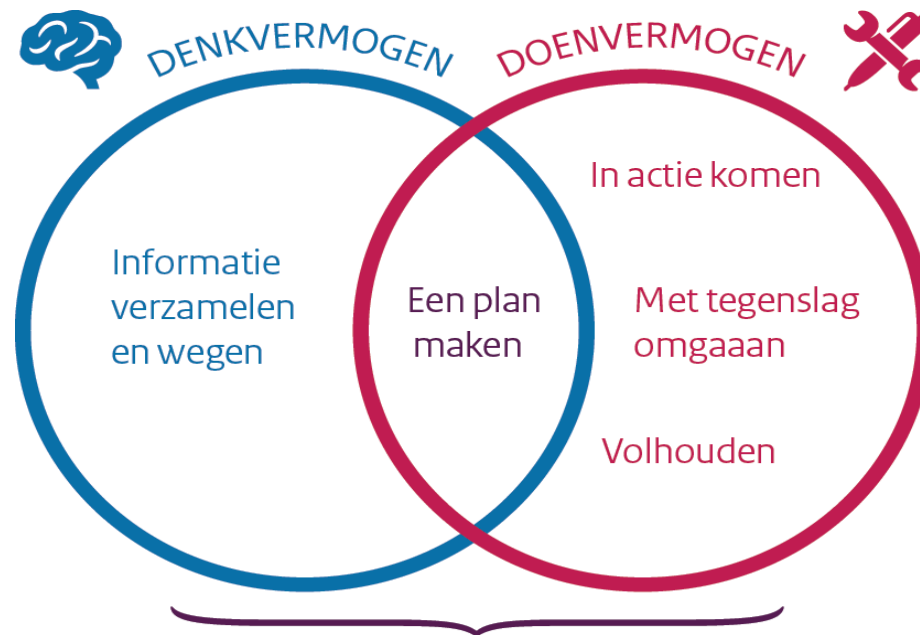 DENKVERMOGEN
DOENVERMOGEN
Informatie
verzamelen
en wegen
Een plan
maken
In actie komen
Met tegenslag
omgaaan
Volhouden